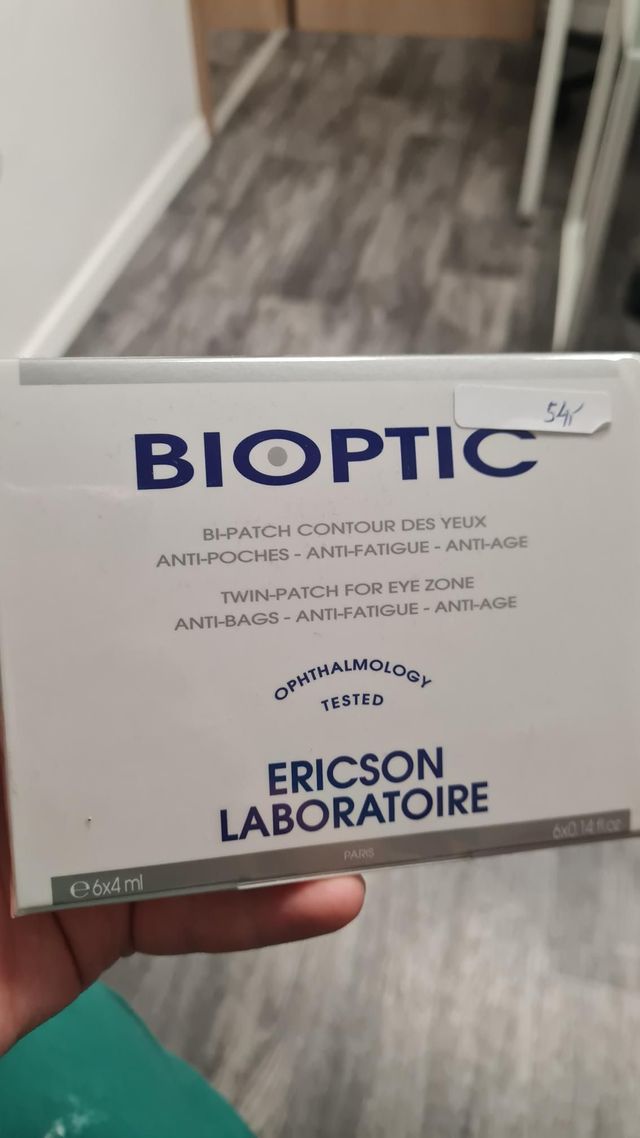 54,-
BIOPTIC
BI-PATCH CONTOUR DES YEUX
ANTI-POCHES - ANTI-FATIGUE - ANTI-AGE
TWIN-PATCH FOR EYE ZONE
ANTI-BAGS - ANTI-FATIGUE - ANTI-AGE
OPHTHALMOLOGY
TESTED
ERICSON
LABORATOIRE
PARIS
℮ 6x4 ml
6x0.14 fl oz